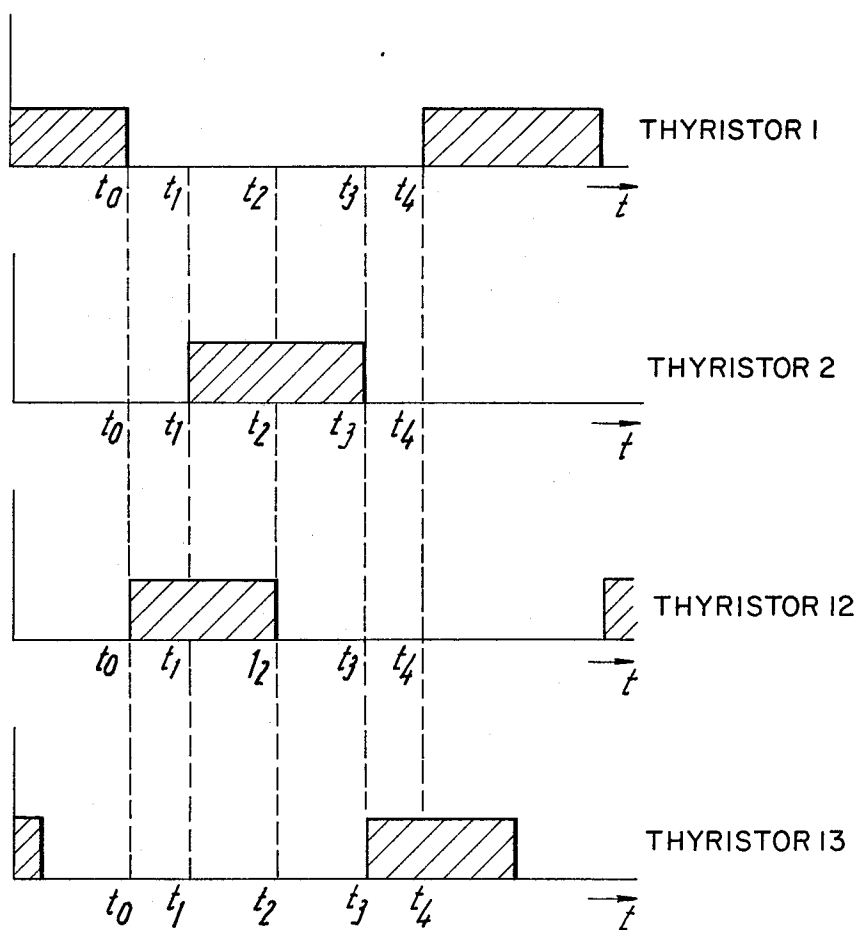 THYRISTOR 1
t0 t1 t2 t3 t4 t
THYRISTOR 2
t0 t1 t2 t3 t4 t
THYRISTOR 12
t0 t1 12 t3 t4 t
THYRISTOR 13
t0 t1 t2 t3 t4 t